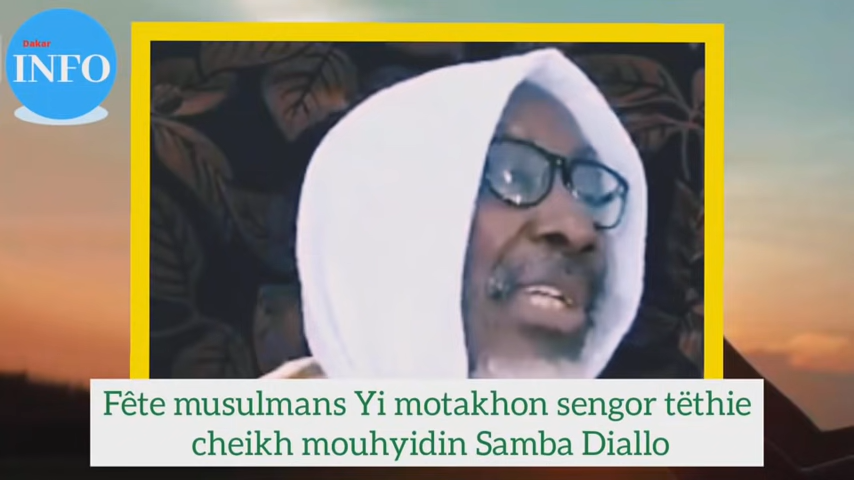 Dakar
INFO
Fête musulmans Yi motakhon sengor tëthie
cheikh mouhyidin Samba Diallo